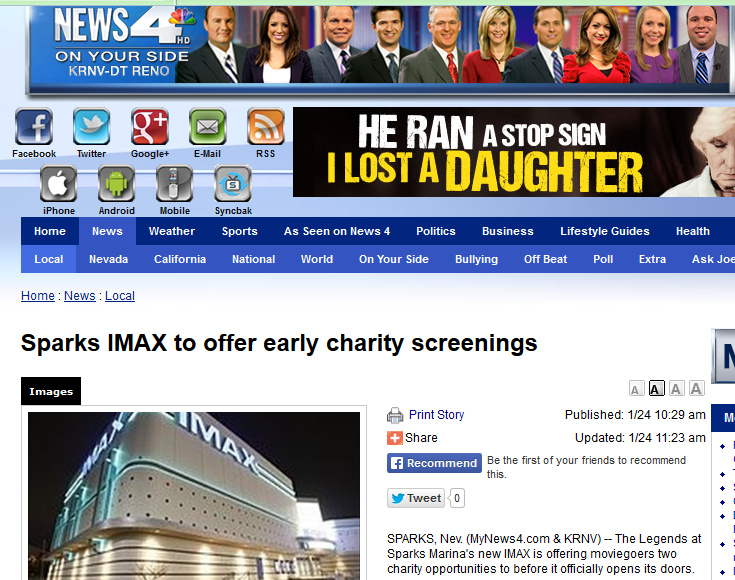 NEWS 4 HD
ON YOUR SIDE
KRNV-DT RENO
Facebook Twitter Google+ E-Mail RSS
iPhone Android Mobile Syncbak
HE RAN A STOP SIGN
I LOST A DAUGHTER
Home News Weather Sports As Seen on News 4 Politics Business Lifestyle Guides Health
Local Nevada California National World On Your Side Bullying Off Beat Poll Extra Ask Joe
Home : News : Local
Sparks IMAX to offer early charity screenings
Images
A A A A
Print Story Published: 1/24 10:29 am
Share Updated: 1/24 11:23 am
Recommend Be the first of your friends to recommend
this.
Tweet 0
IMAX IMAX
SPARKS, Nev. (MyNews4.com & KRNV) -- The Legends at
Sparks Marina's new IMAX is offering moviegoers two
charity opportunities to before it officially opens its doors.